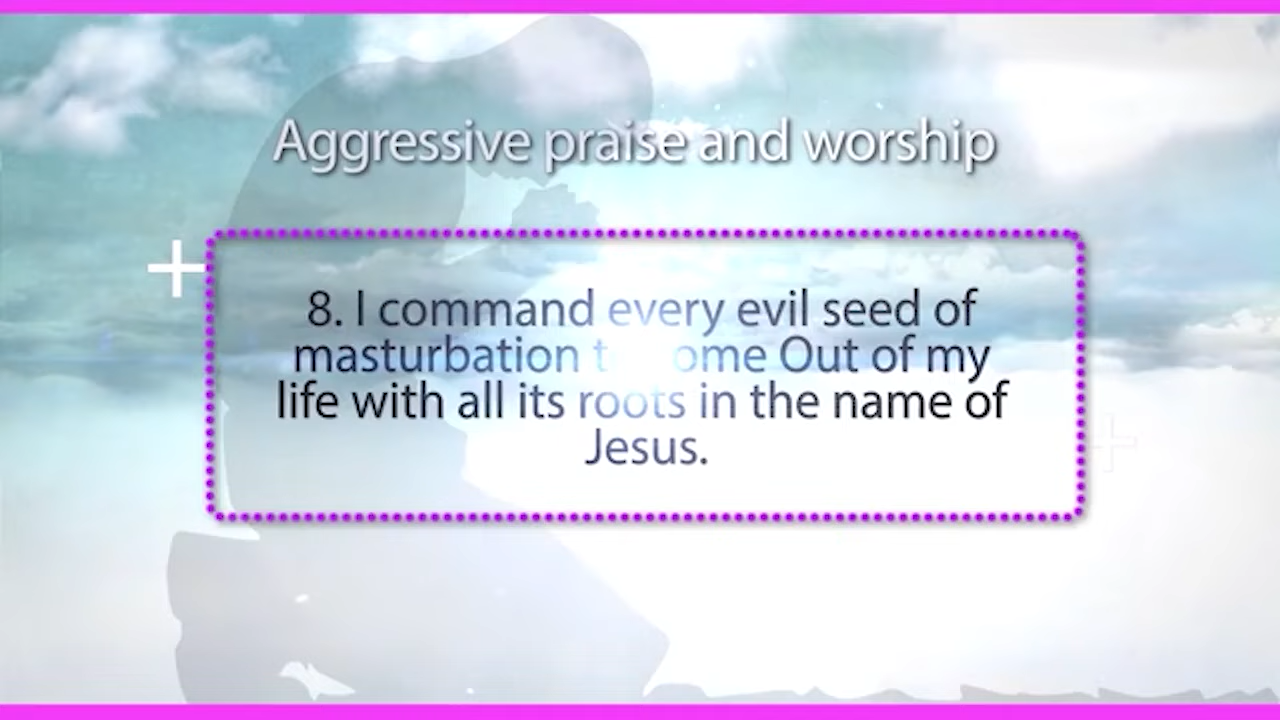 Aggressive praise and worship
8. I command every evil seed of
masturbation Out of my
life with all its roots in the name of
Jesus.